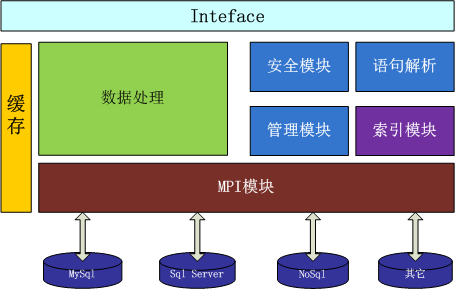 Inteface
缓存
数据处理
安全模块
语句解析
管理模块
索引模块
MPI模块
MySql
Sql Server
NoSql
其它